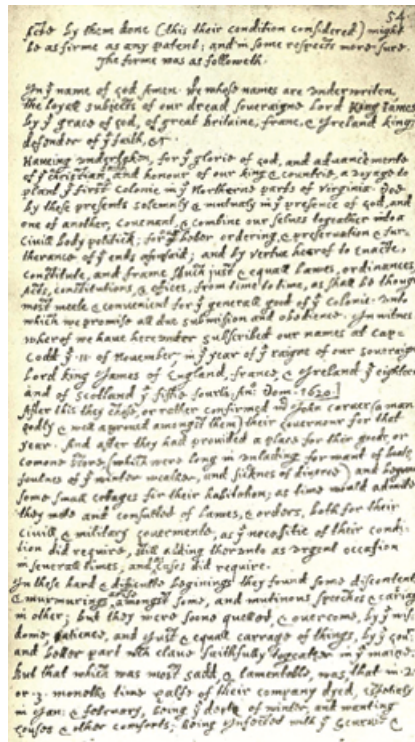 54
facte by them done (this their condition considered) might
be as firme as any patent; and in some respects more sure.
The forme was as followeth.
In yᵉ name of god Amen. We whose names are underwriten,
the loyall subjects of our dread soveraigne Lord King James
by yᵉ grace of god, of great Britaine, franc, & Ireland king,
defender of yᵉ faith, &c
Haveing undertaken, for yᵉ glorie of god, and advancemente
of yᵉ christian faith and honour of our king & countrie, a voyage to
plant yᵉ first colonie in yᵉ Northerne parts of Virginia. Doe
by these presents solemnly & mutualy in yᵉ presence of god, and
one of another, covenant, & combine our selves togeather into a
civill body politick; for yᵉ better ordering, & preservation & fur-
therance of yᵉ ends aforesaid; and by vertue hearof to enacte,
constitute, and frame such just & equall lawes, ordinances,
Acts, constitutions, & offices, from time to time, as shall be though
most meete & convenient for yᵉ generall good of yᵉ colonie: unto
which we promise all due submission and obedience. In witnes
wherof we have hereunder subscribed our names at Cap-
Codd yᵉ .11. of November, in yᵉ year of yᵉ raigne of our soveraigne
Lord king James of England, france, & Ireland yᵉ eighteen
and of Scotland yᵉ fiftie fourth. Anᵒ: Dom. 1620.]
After this they chose, or rather confirmed mʳ John carver (a man
godly & well approved amongst them) their Governour for that
year. And after they had provided a place for their goods, or
comone store, (which were long in unlading for want of boats,
foulnes of yᵉ winter weather, and sicknes of diverce) and begune
some small cottages for their habitation; as time would admite
they mette and consulted of lawes, & orders, both for their
civill & military Governmente, as yᵉ necessitie of their condi-
tion did require, still adding therunto as urgent occasion
in severall times, and as cases did require.
In these hard & difficulte beginings they found some discontents
& murmurings arise amongst some, and mutinous speeches & cariags
in other; but they were soone quelled, & overcome, by yᵉ wis-
dome, patience, and just & equall carrage of things, by yᵉ Govʳ
and better part wᶜʰ clave faithfully togeather in yᵉ maine.
But that which was most sadd, & lamentable, was, that in .2.
or .3. moneths time halfe of their company dyed, espetialy
in Jan: & february, being yᵉ depth of winter, and wanting
houses & other comforts; being Infected with yᵉ Scurvie &